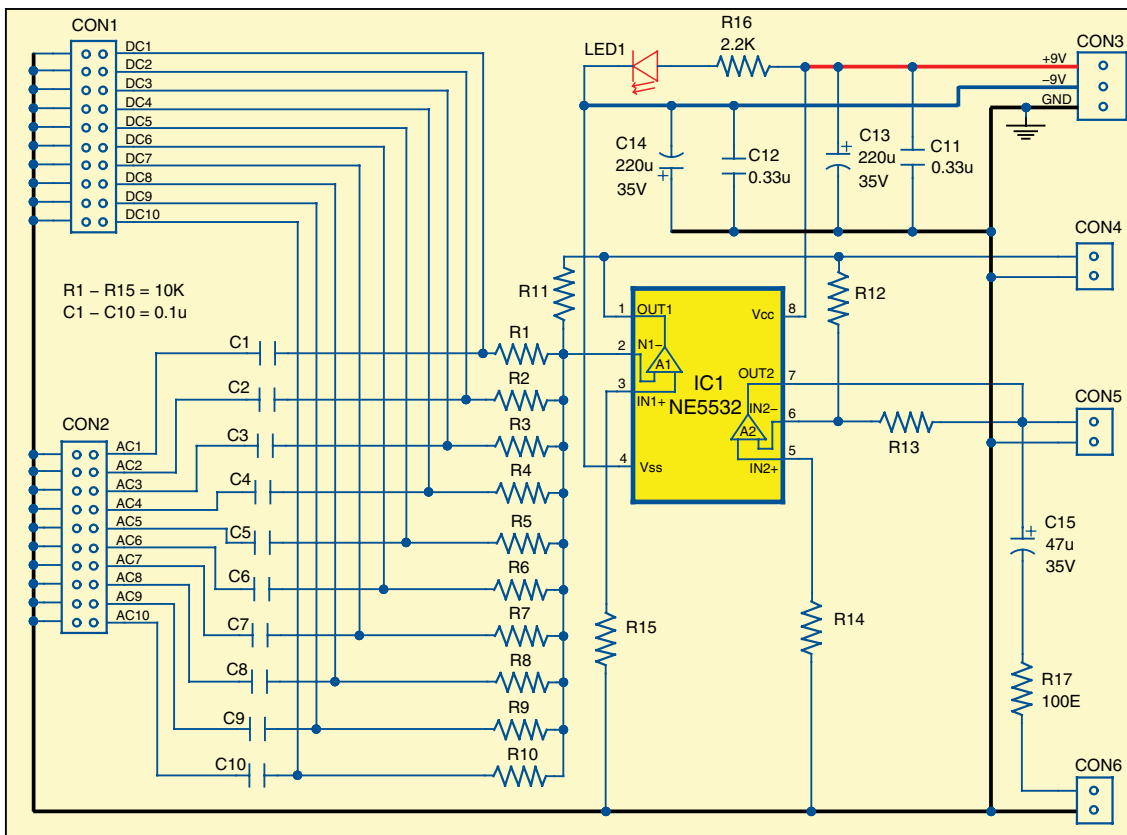 CON1
DC1
DC2
DC3
DC4
DC5
DC6
DC7
DC8
DC9
DC10
R1 – R15 = 10K
C1 – C10 = 0.1u
CON2
AC1
AC2
AC3
AC4
AC5
AC6
AC7
AC8
AC9
AC10
C1
C2
C3
C4
C5
C6
C7
C8
C9
C10
R1
R2
R3
R4
R5
R6
R7
R8
R9
R10
R11
LED1
R16
2.2K
CON3
+9V
–9V
GND
C14
220u
35V
+
C12
0.33u
+
C13
220u
35V
C11
0.33u
CON4
R12
1
OUT1
Vcc
8
2
N1–
A1
3
IN1+
IC1
NE5532
OUT2
7
IN2–
6
A2
4
Vss
IN2+
5
R13
CON5
R15
R14
+
C15
47u
35V
R17
100E
CON6